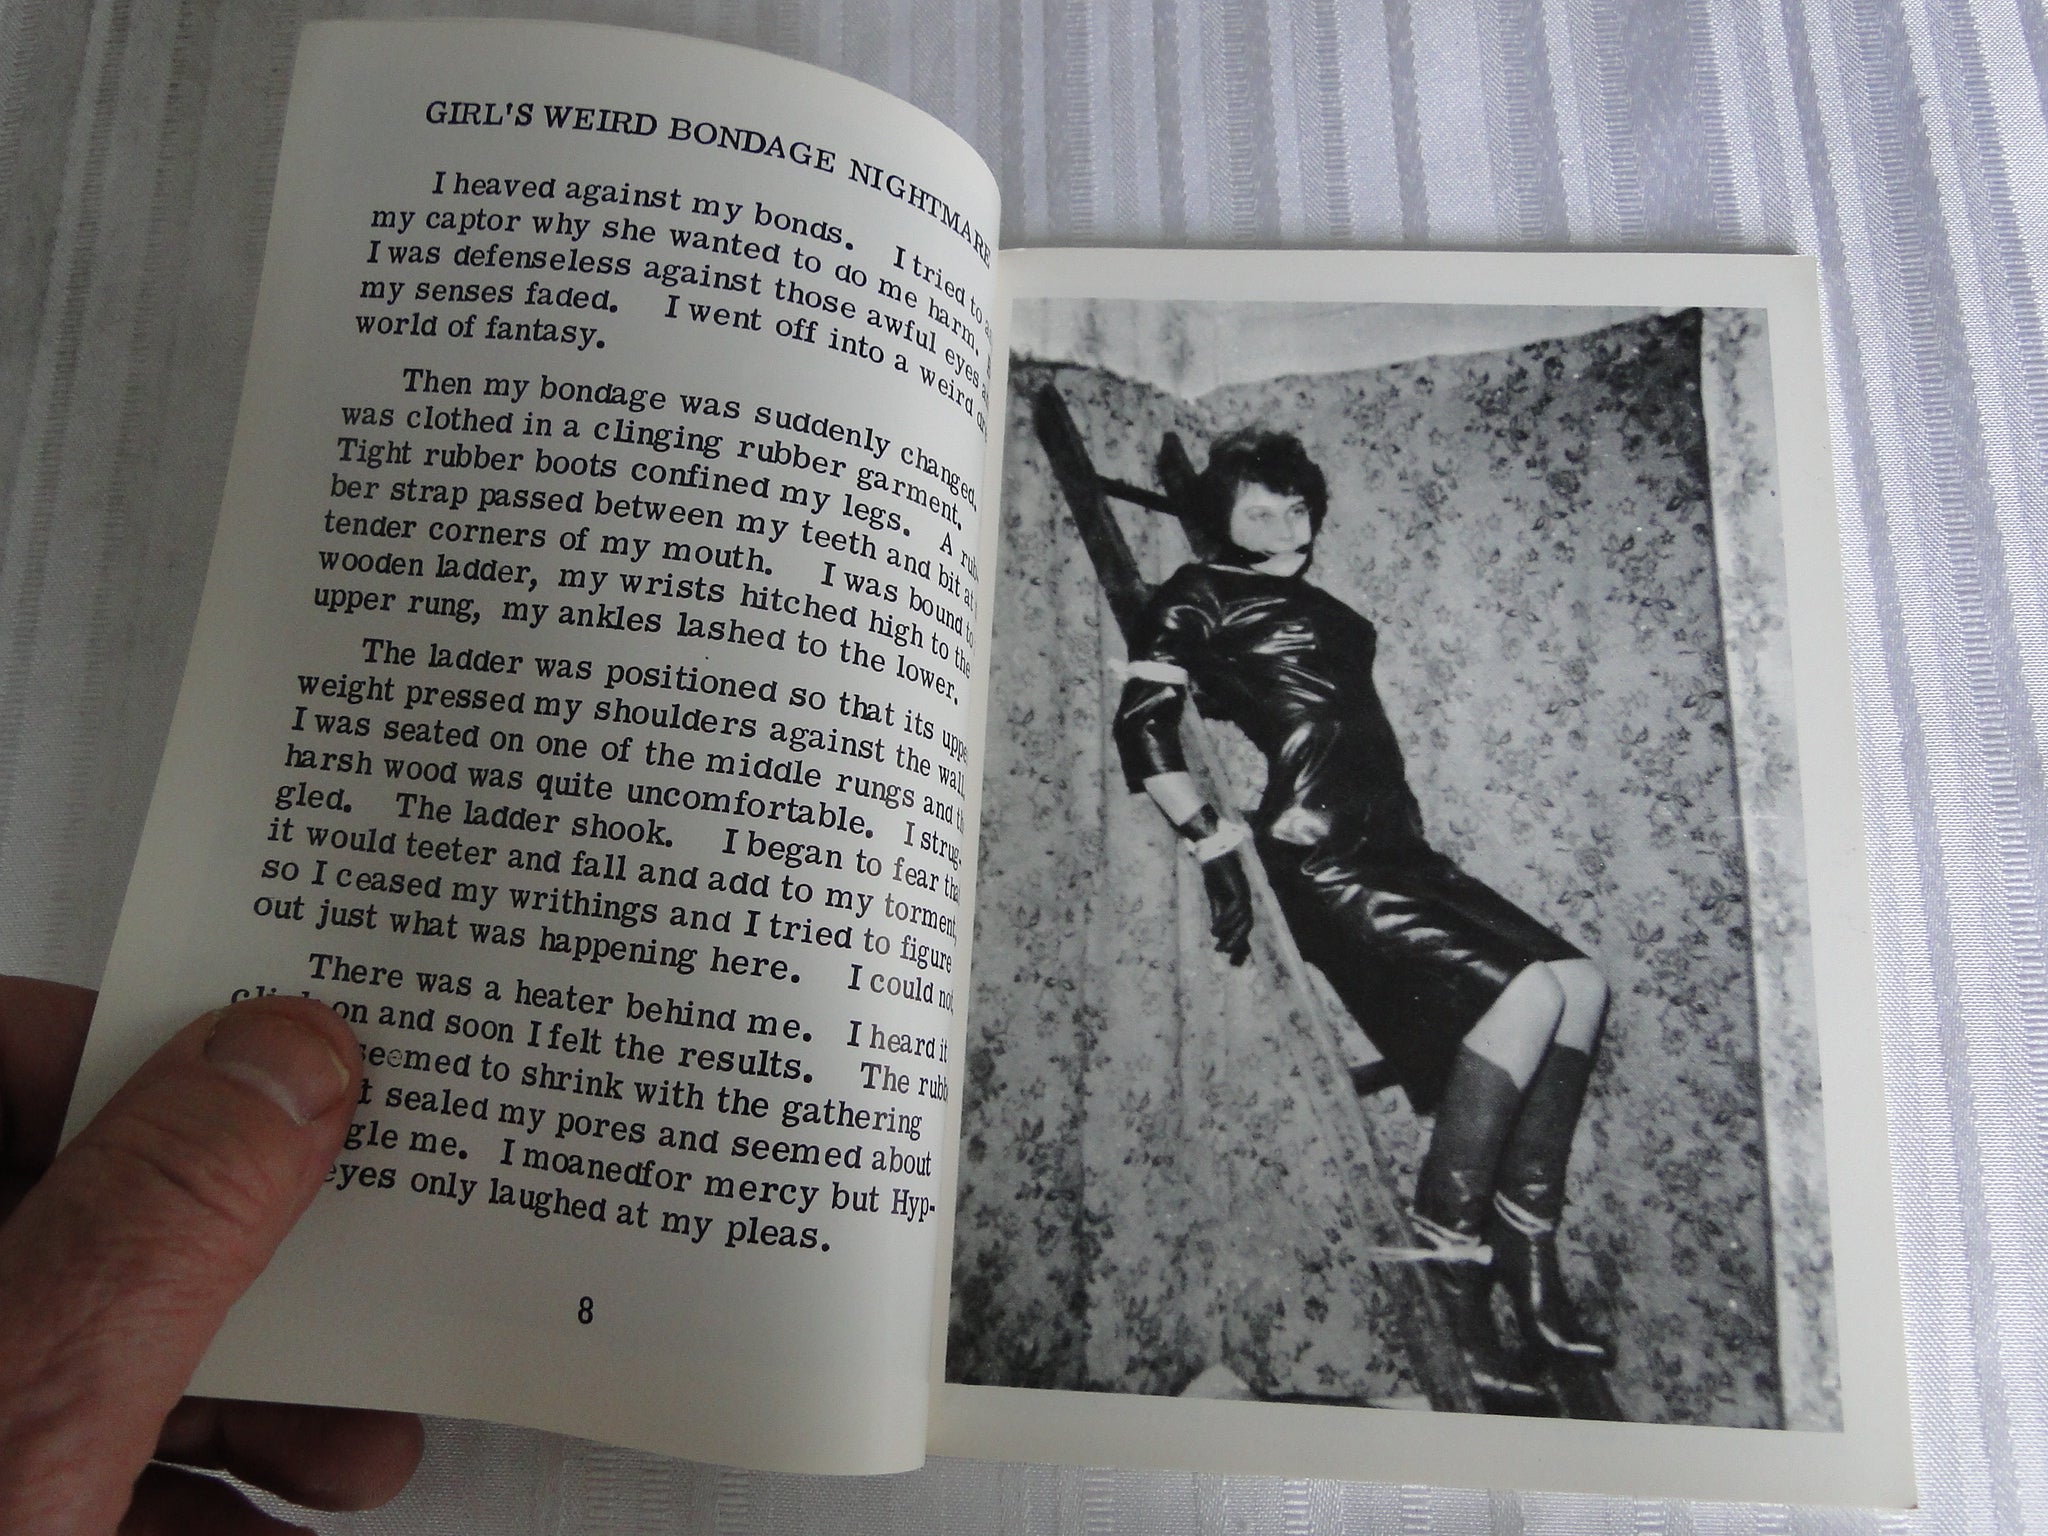 GIRL'S WEIRD BONDAGE NIGHTMARE
I heaved against my bonds. I tried to
my captor why she wanted to do me harm.
I was defenseless against those awful eyes
my senses faded. I went off into a weird
world of fantasy.
Then my bondage was suddenly changed.
was clothed in a clinging rubber garment.
Tight rubber boots confined my legs. A rub
ber strap passed between my teeth and bit at
tender corners of my mouth. I was bound to
wooden ladder, my wrists hitched high to the
upper rung, my ankles lashed to the lower.
The ladder was positioned so that its uppe
weight pressed my shoulders against the wall,
I was seated on one of the middle rungs and th
harsh wood was quite uncomfortable. I strug-
gled. The ladder shook. I began to fear tha
it would teeter and fall and add to my torment,
so I ceased my writhings and I tried to figure
out just what was happening here. I could not
There was a heater behind me. I heard it
on and soon I felt the results. The rubb
seemed to shrink with the gathering
sealed my pores and seemed about
gle me. I moanedfor mercy but Hyp-
eyes only laughed at my pleas.
8